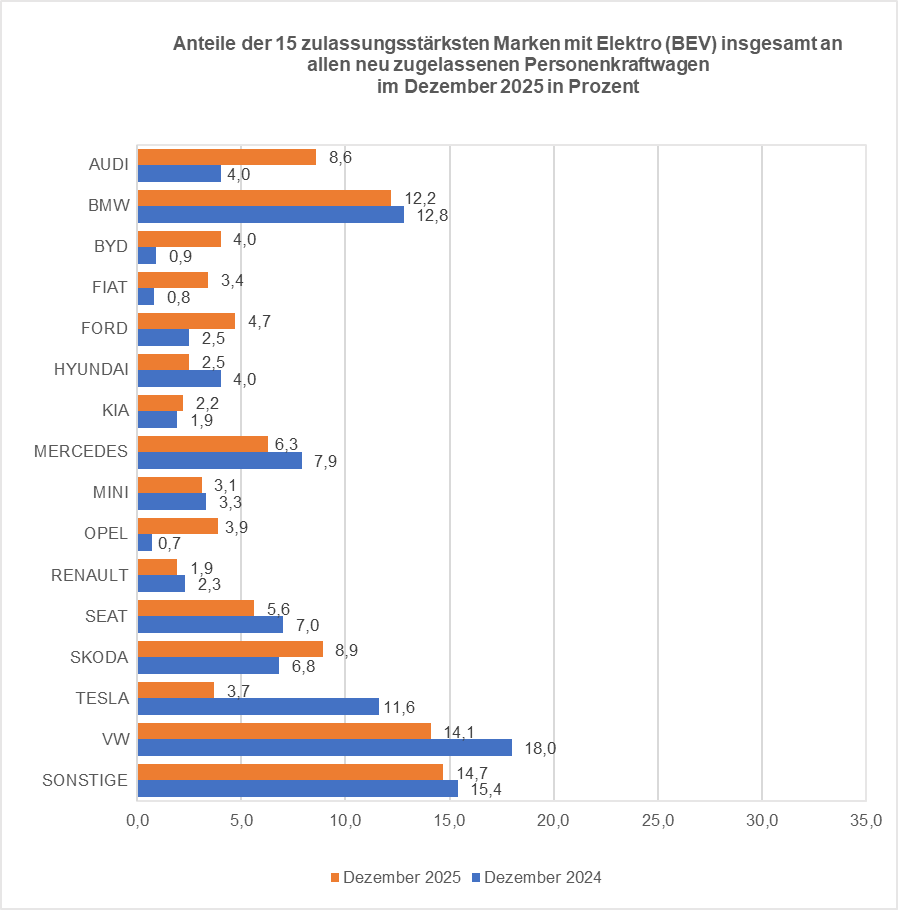 Anteile der 15 zulassungsstärksten Marken mit Elektro (BEV) insgesamt an
allen neu zugelassenen Personenkraftwagen
im Dezember 2025 in Prozent
AUDI
8,6
4,0
BMW
12,2
12,8
BYD
4,0
0,9
FIAT
3,4
0,8
FORD
4,7
2,5
HYUNDAI
2,5
4,0
KIA
2,2
1,9
MERCEDES
6,3
7,9
MINI
3,1
3,3
OPEL
3,9
0,7
RENAULT
1,9
2,3
SEAT
5,6
7,0
SKODA
8,9
6,8
TESLA
3,7
11,6
VW
14,1
18,0
SONSTIGE
14,7
15,4
0,0 5,0 10,0 15,0 20,0 25,0 30,0 35,0
Dezember 2025 Dezember 2024